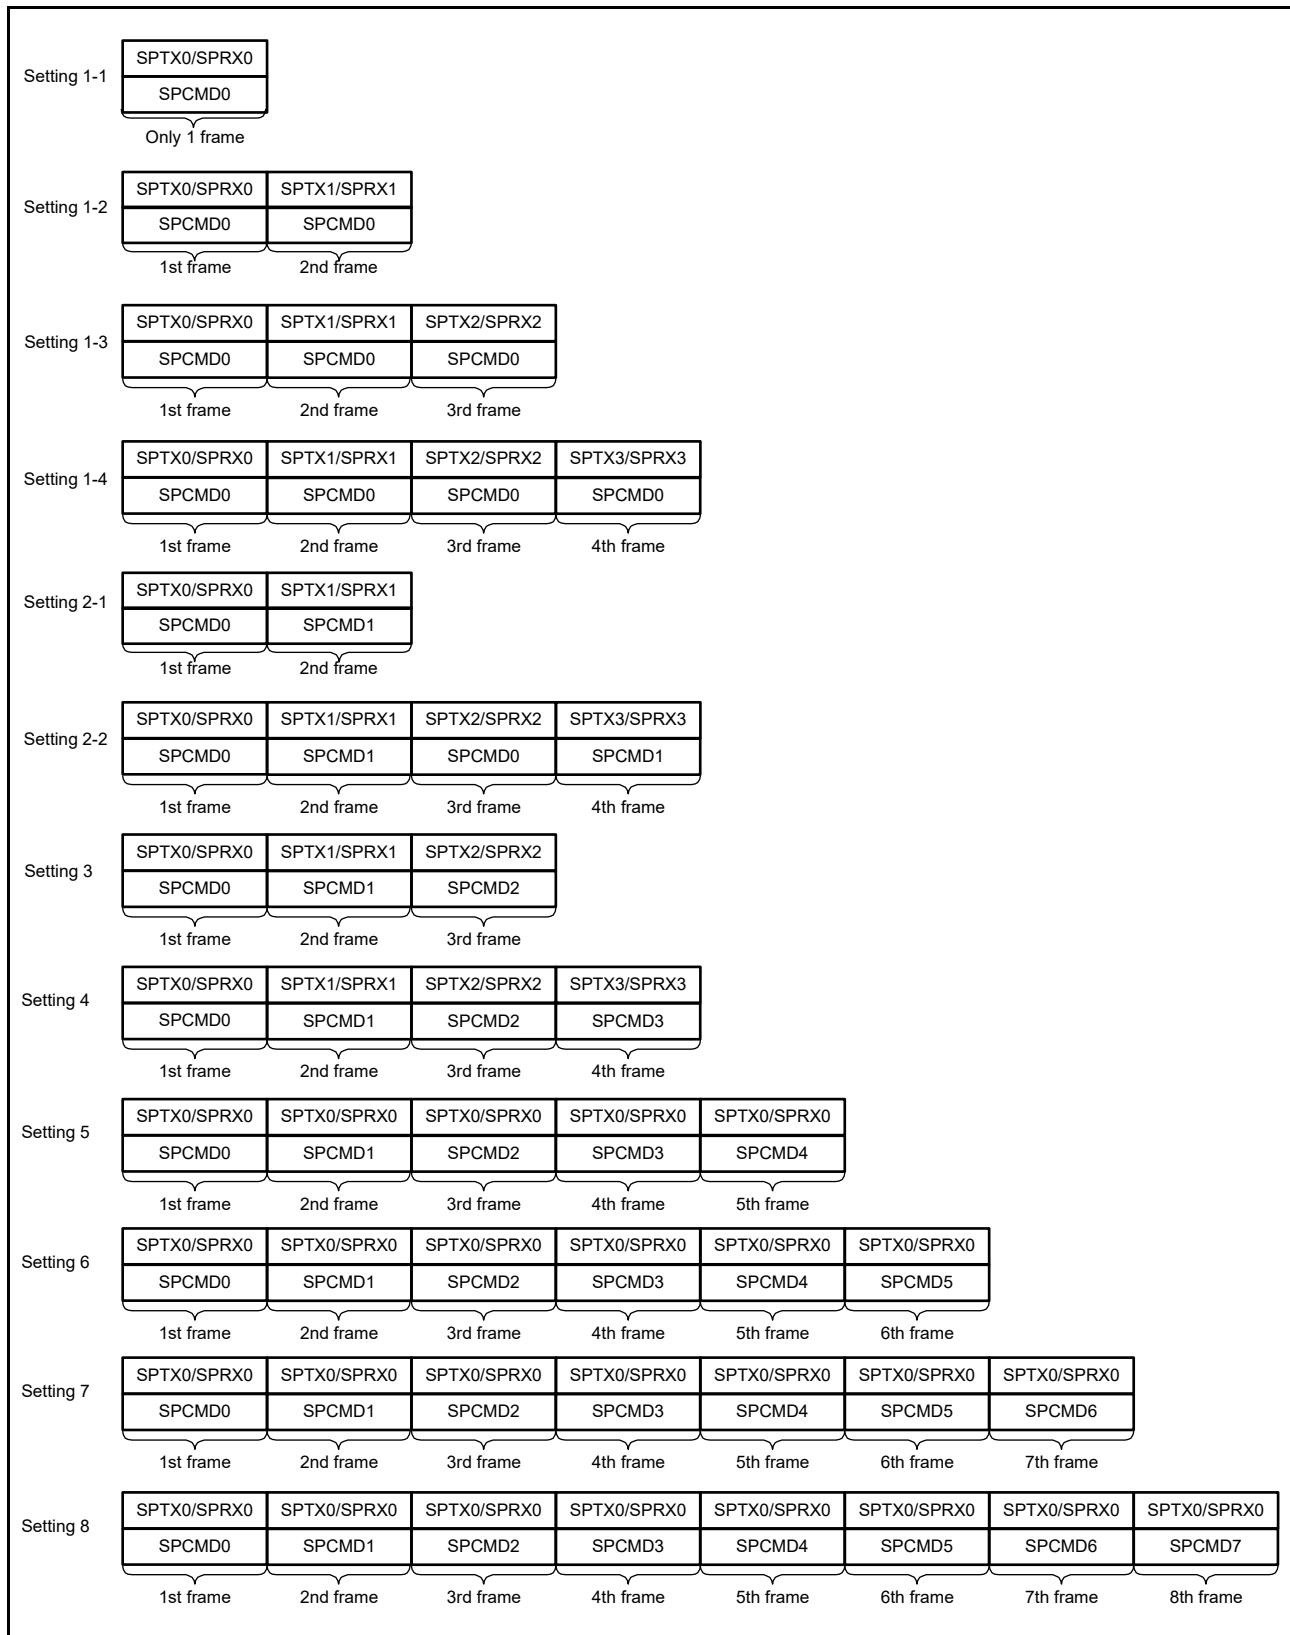 SPTX0/SPRX0
Setting 1-1
SPCMD0
Only 1 frame
SPTX0/SPRX0 SPTX1/SPRX1
Setting 1-2
SPCMD0 SPCMD0
1st frame 2nd frame
SPTX0/SPRX0 SPTX1/SPRX1 SPTX2/SPRX2
Setting 1-3
SPCMD0 SPCMD0 SPCMD0
1st frame 2nd frame 3rd frame
SPTX0/SPRX0 SPTX1/SPRX1 SPTX2/SPRX2 SPTX3/SPRX3
Setting 1-4
SPCMD0 SPCMD0 SPCMD0 SPCMD0
1st frame 2nd frame 3rd frame 4th frame
SPTX0/SPRX0 SPTX1/SPRX1
Setting 2-1
SPCMD0 SPCMD1
1st frame 2nd frame
SPTX0/SPRX0 SPTX1/SPRX1 SPTX2/SPRX2 SPTX3/SPRX3
Setting 2-2
SPCMD0 SPCMD1 SPCMD0 SPCMD1
1st frame 2nd frame 3rd frame 4th frame
SPTX0/SPRX0 SPTX1/SPRX1 SPTX2/SPRX2
Setting 3
SPCMD0 SPCMD1 SPCMD2
1st frame 2nd frame 3rd frame
SPTX0/SPRX0 SPTX1/SPRX1 SPTX2/SPRX2 SPTX3/SPRX3
Setting 4
SPCMD0 SPCMD1 SPCMD2 SPCMD3
1st frame 2nd frame 3rd frame 4th frame
SPTX0/SPRX0 SPTX0/SPRX0 SPTX0/SPRX0 SPTX0/SPRX0 SPTX0/SPRX0
Setting 5
SPCMD0 SPCMD1 SPCMD2 SPCMD3 SPCMD4
1st frame 2nd frame 3rd frame 4th frame 5th frame
SPTX0/SPRX0 SPTX0/SPRX0 SPTX0/SPRX0 SPTX0/SPRX0 SPTX0/SPRX0 SPTX0/SPRX0
Setting 6
SPCMD0 SPCMD1 SPCMD2 SPCMD3 SPCMD4 SPCMD5
1st frame 2nd frame 3rd frame 4th frame 5th frame 6th frame
SPTX0/SPRX0 SPTX0/SPRX0 SPTX0/SPRX0 SPTX0/SPRX0 SPTX0/SPRX0 SPTX0/SPRX0 SPTX0/SPRX0
Setting 7
SPCMD0 SPCMD1 SPCMD2 SPCMD3 SPCMD4 SPCMD5 SPCMD6
1st frame 2nd frame 3rd frame 4th frame 5th frame 6th frame 7th frame
SPTX0/SPRX0 SPTX0/SPRX0 SPTX0/SPRX0 SPTX0/SPRX0 SPTX0/SPRX0 SPTX0/SPRX0 SPTX0/SPRX0 SPTX0/SPRX0
Setting 8
SPCMD0 SPCMD1 SPCMD2 SPCMD3 SPCMD4 SPCMD5 SPCMD6 SPCMD7
1st frame 2nd frame 3rd frame 4th frame 5th frame 6th frame 7th frame 8th frame